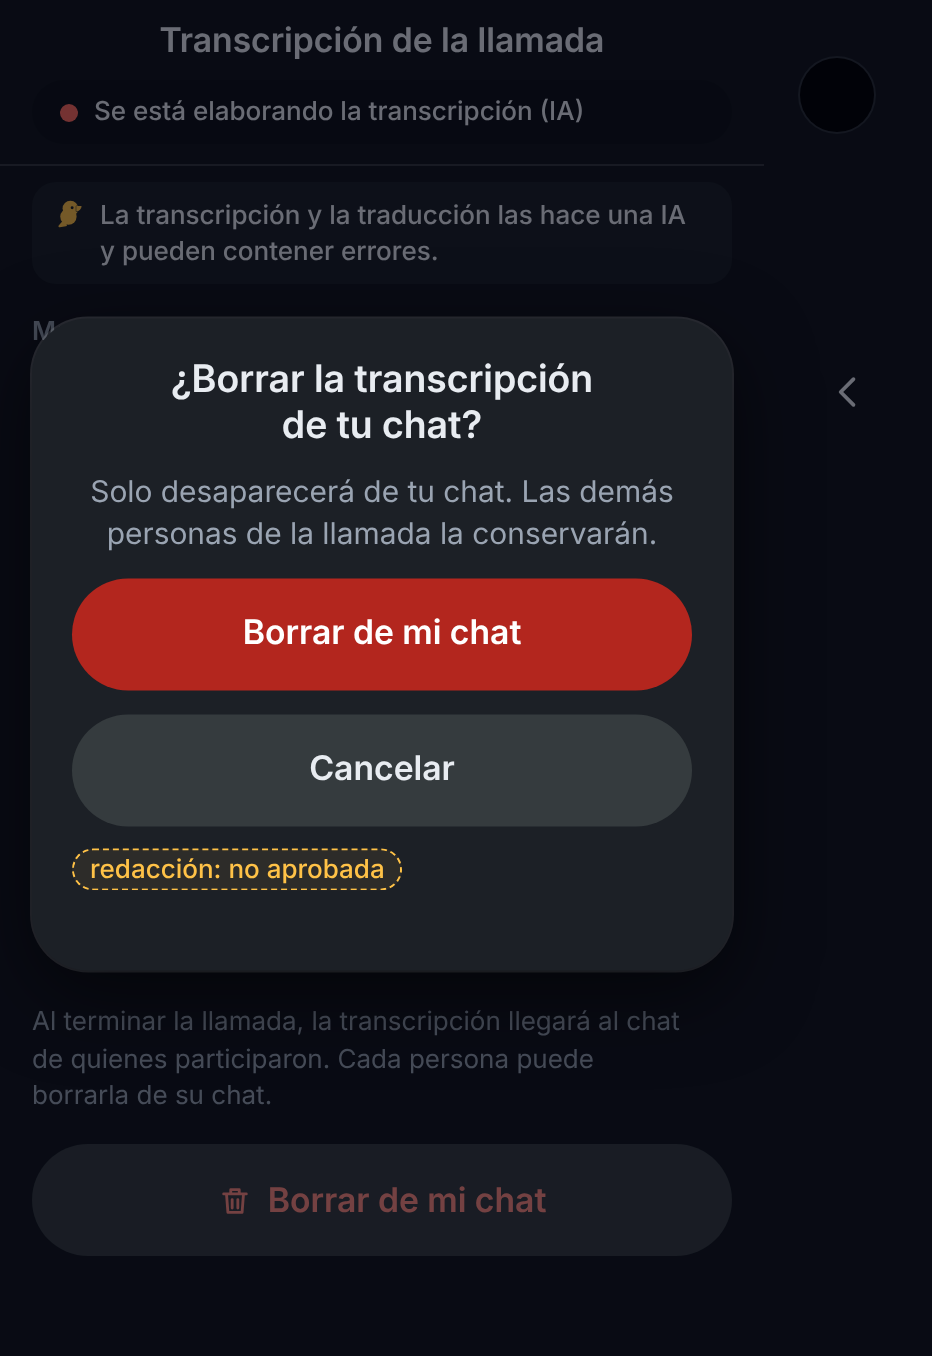 Transcripción de la llamada
Se está elaborando la transcripción (IA)
La transcripción y la traducción las hace una IA
y pueden contener errores.
¿Borrar la transcripción
de tu chat?
Solo desaparecerá de tu chat. Las demás
personas de la llamada la conservarán.
Borrar de mi chat
Cancelar
redacción: no aprobada
Al terminar la llamada, la transcripción llegará al chat
de quienes participaron. Cada persona puede
borrarla de su chat.
Borrar de mi chat